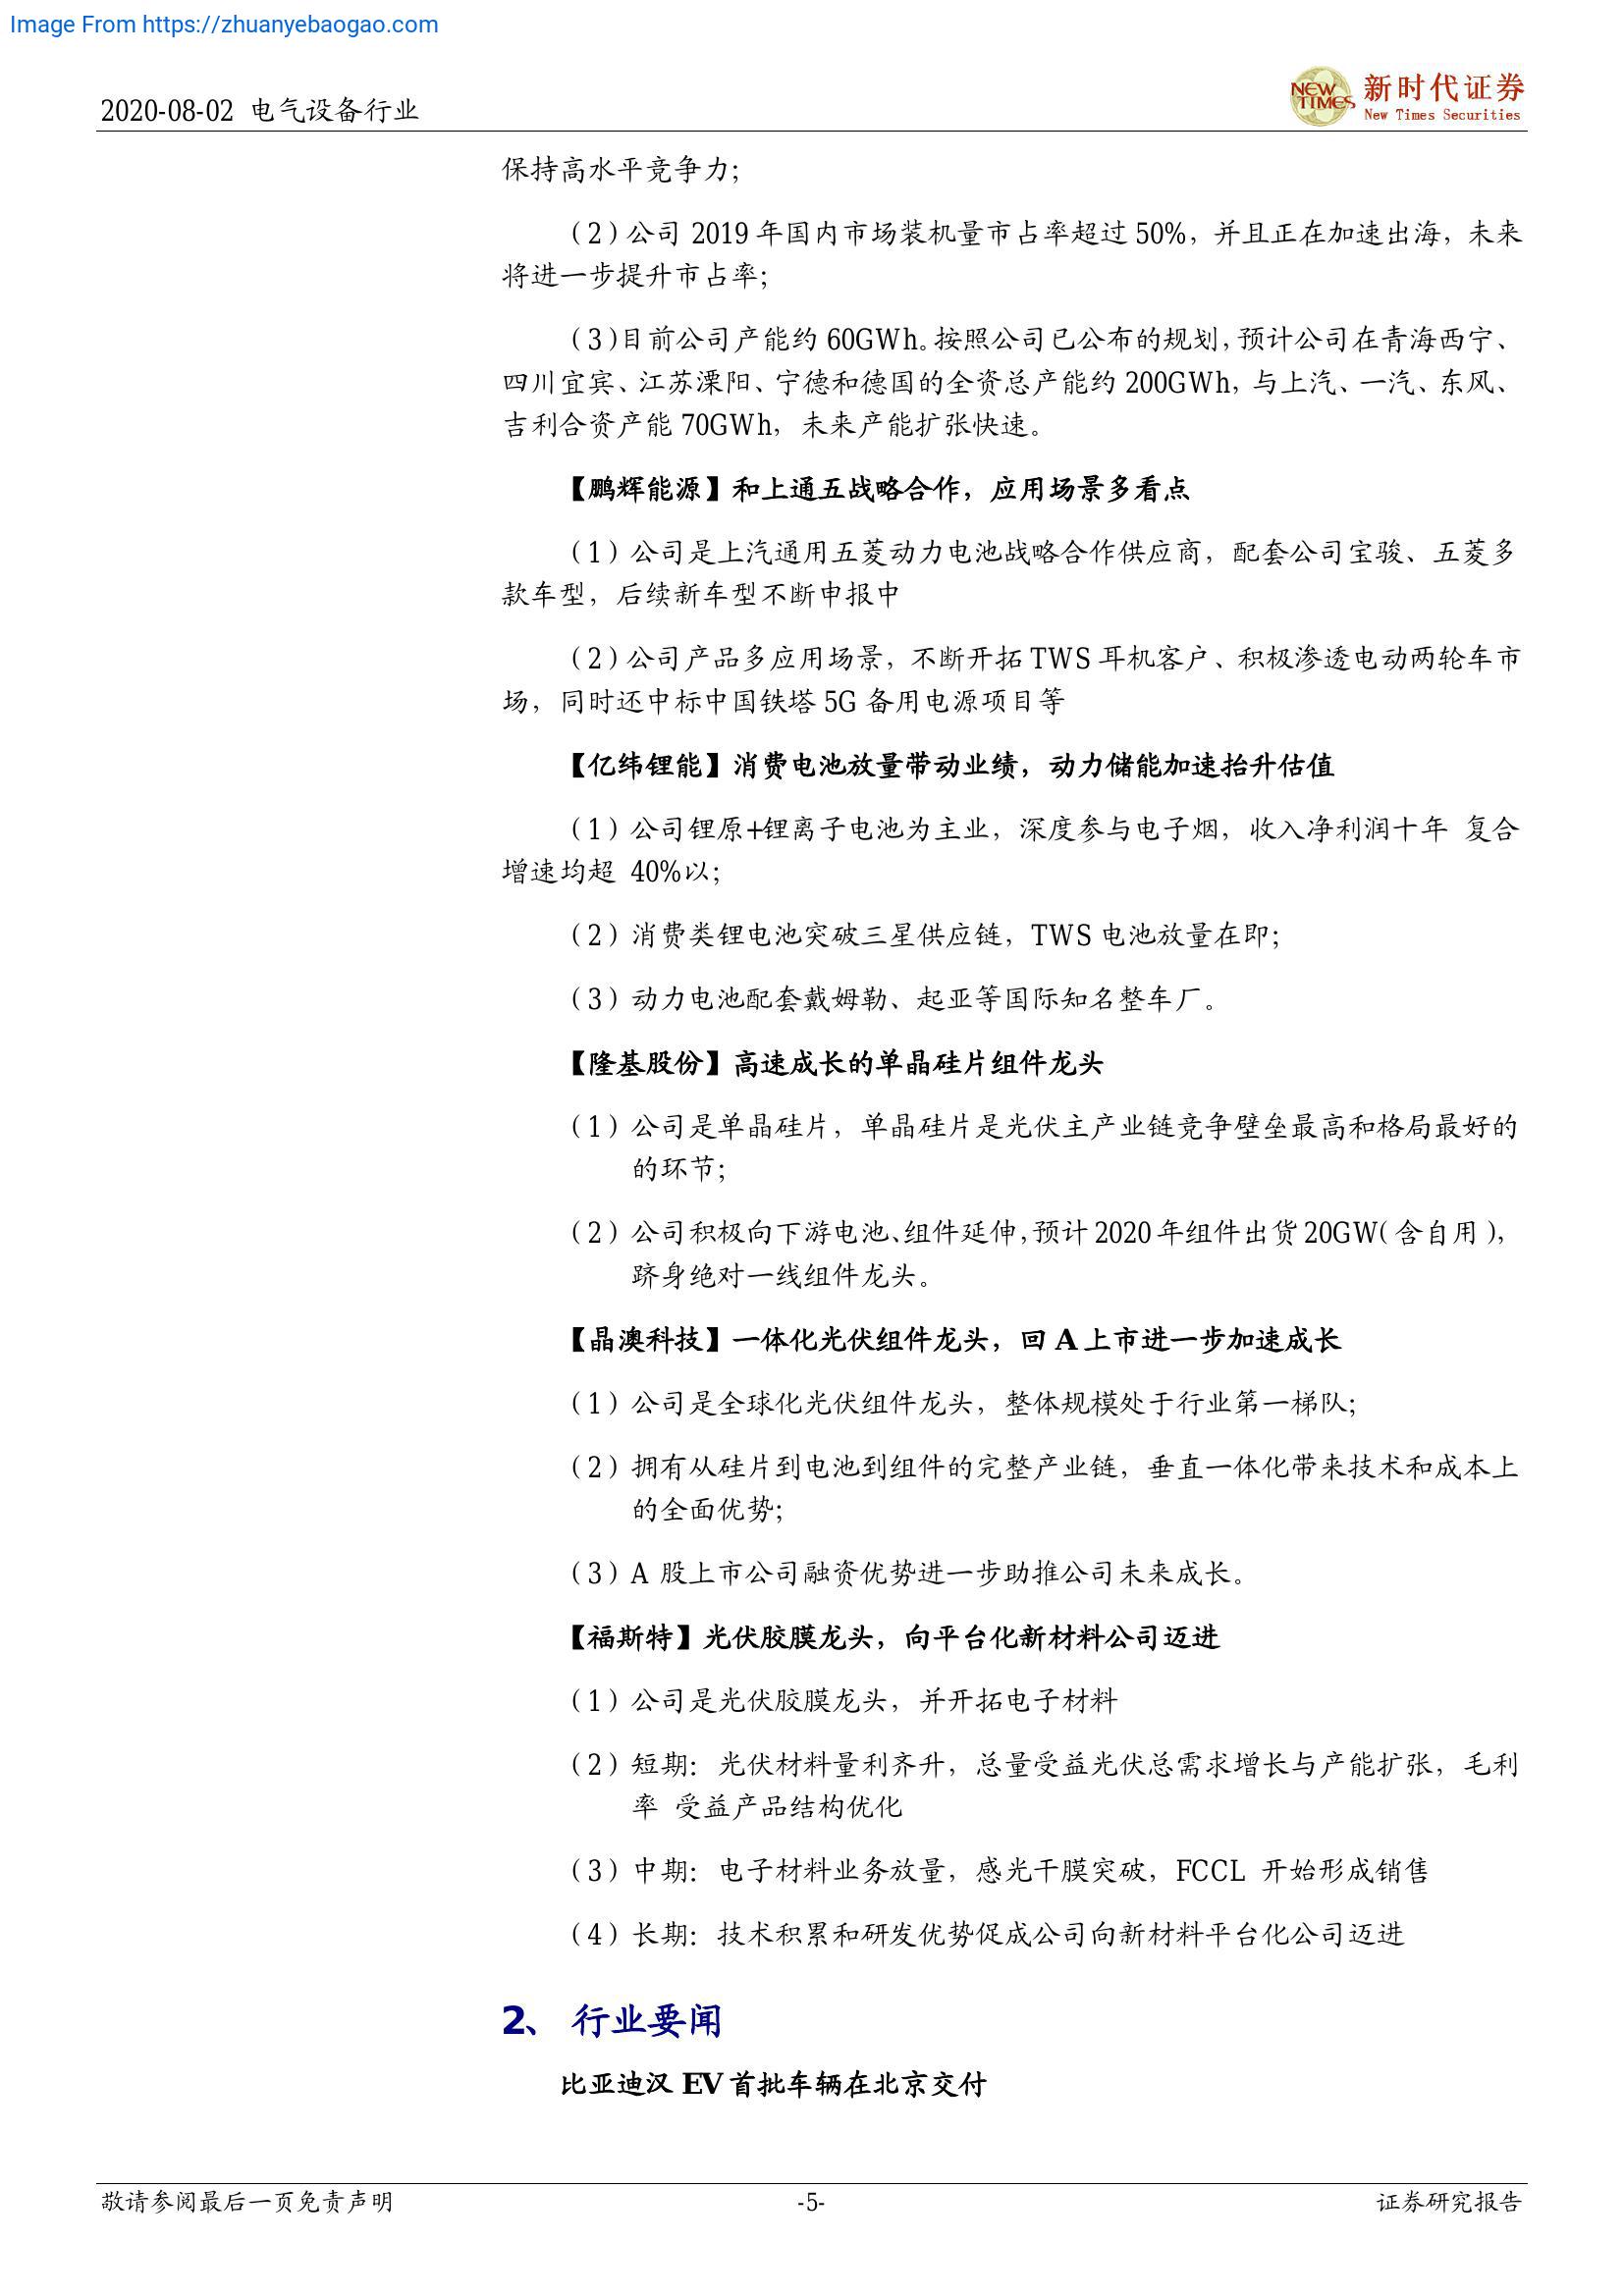 Image From https://zhuanyebaogao.com
2020-08-02 电气设备行业
NEW TIMES
新时代证券
New Times Securities
保持高水平竞争力；
（2）公司 2019 年国内市场装机量市占率超过 50%，并且正在加速出海，未来
将进一步提升市占率；
（3）目前公司产能约 60GWh。按照公司已公布的规划，预计公司在青海西宁、
四川宜宾、江苏溧阳、宁德和德国的全资总产能约 200GWh，与上汽、一汽、东风、
吉利合资产能 70GWh，未来产能扩张快速。
【鹏辉能源】和上通五战略合作，应用场景多看点
（1）公司是上汽通用五菱动力电池战略合作供应商，配套公司宝骏、五菱多
款车型，后续新车型不断申报中
（2）公司产品多应用场景，不断开拓 TWS 耳机客户、积极渗透电动两轮车市
场，同时还中标中国铁塔 5G 备用电源项目等
【亿纬锂能】消费电池放量带动业绩，动力储能加速抬升估值
（1）公司锂原+锂离子电池为主业，深度参与电子烟，收入净利润十年 复合
增速均超 40%以；
（2）消费类锂电池突破三星供应链，TWS 电池放量在即；
（3）动力电池配套戴姆勒、起亚等国际知名整车厂。
【隆基股份】高速成长的单晶硅片组件龙头
（1）公司是单晶硅片，单晶硅片是光伏主产业链竞争壁垒最高和格局最好的
的环节；
（2）公司积极向下游电池、组件延伸，预计 2020 年组件出货 20GW（含自用），
跻身绝对一线组件龙头。
【晶澳科技】一体化光伏组件龙头，回 A 上市进一步加速成长
（1）公司是全球化光伏组件龙头，整体规模处于行业第一梯队；
（2）拥有从硅片到电池到组件的完整产业链，垂直一体化带来技术和成本上
的全面优势；
（3）A 股上市公司融资优势进一步助推公司未来成长。
【福斯特】光伏胶膜龙头，向平台化新材料公司迈进
（1）公司是光伏胶膜龙头，并开拓电子材料
（2）短期：光伏材料量利齐升，总量受益光伏总需求增长与产能扩张，毛利
率 受益产品结构优化
（3）中期：电子材料业务放量，感光干膜突破，FCCL 开始形成销售
（4）长期：技术积累和研发优势促成公司向新材料平台化公司迈进
2、 行业要闻
比亚迪汉 EV 首批车辆在北京交付
敬请参阅最后一页免责声明
-5-
证券研究报告